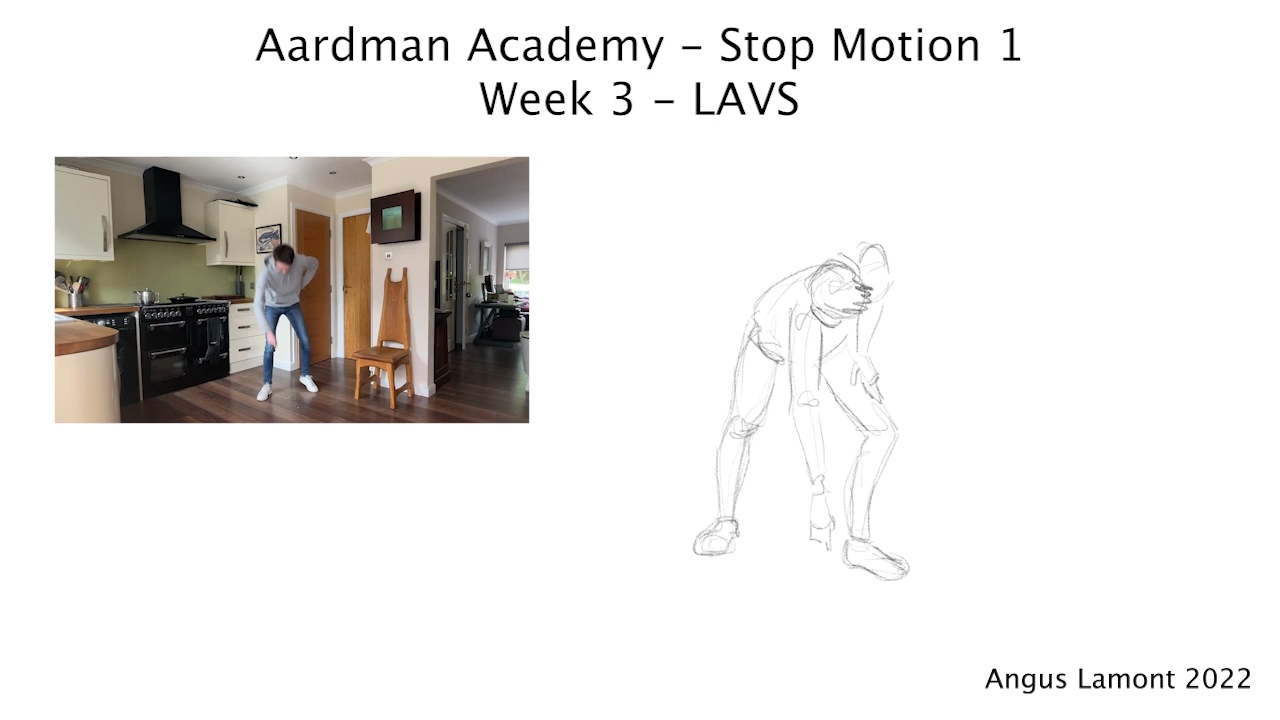 Aardman Academy – Stop Motion 1
Week 3 – LAVS
Angus Lamont 2022